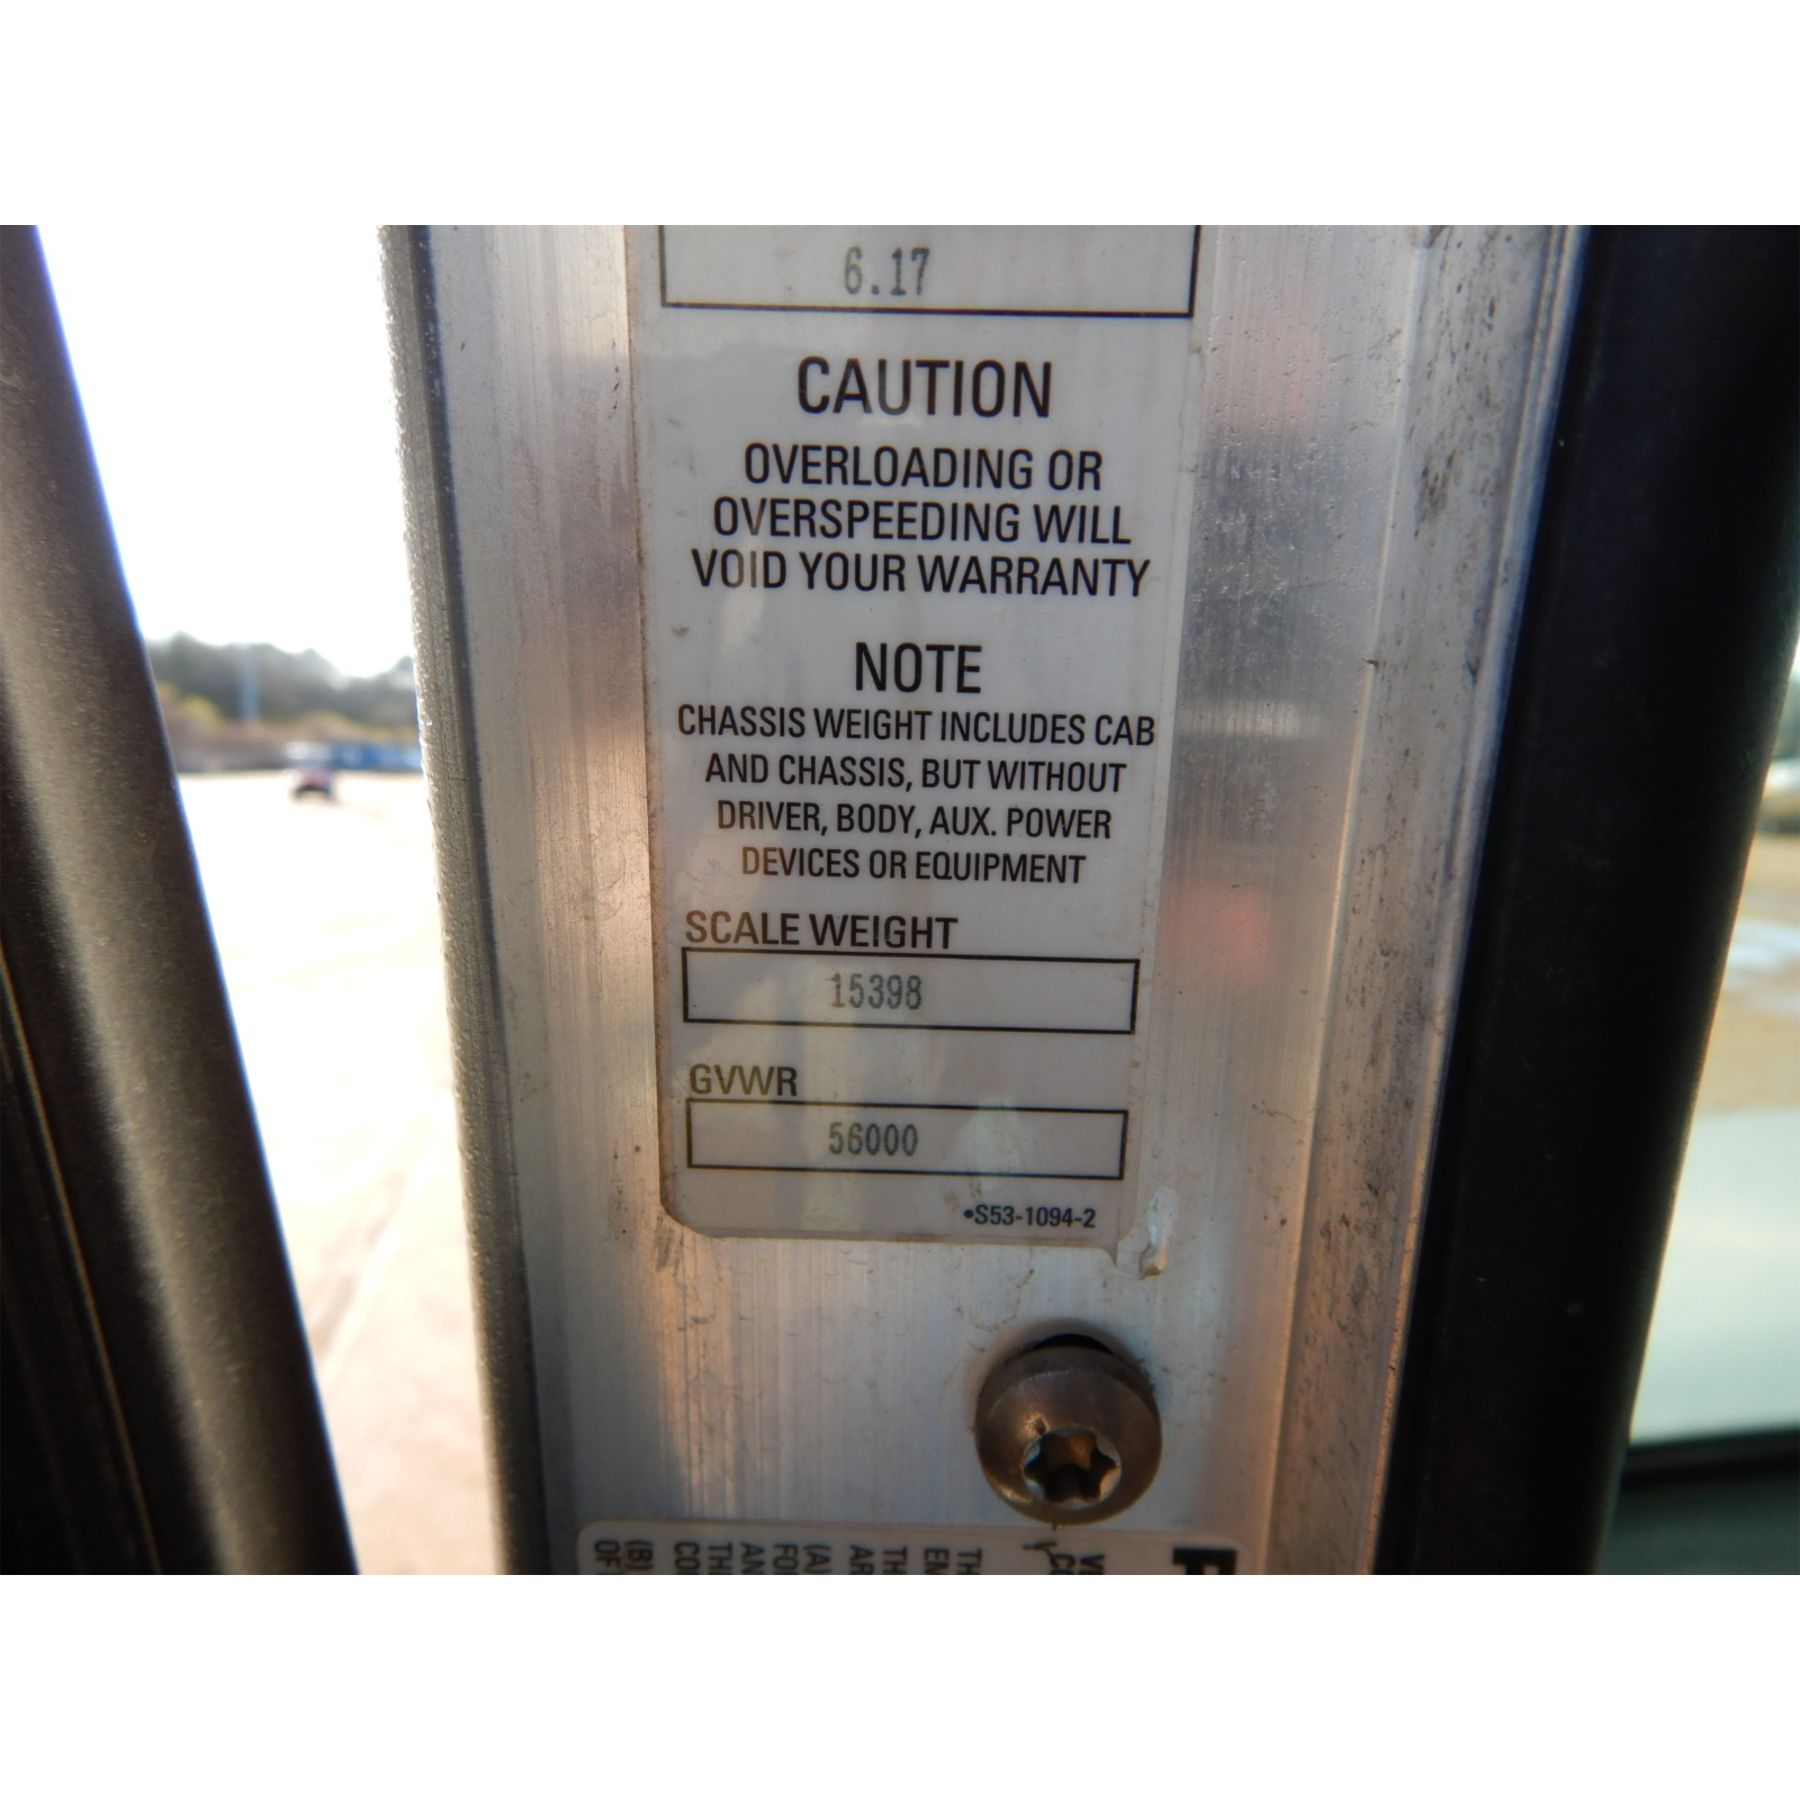 6.17
CAUTION
OVERLOADING OR
OVERSPEEDING WILL
VOID YOUR WARRANTY
NOTE
CHASSIS WEIGHT INCLUDES CAB
AND CHASSIS, BUT WITHOUT
DRIVER, BODY, AUX. POWER
DEVICES OR EQUIPMENT
SCALE WEIGHT
15398
GVWR
56000
•S53-1094-2